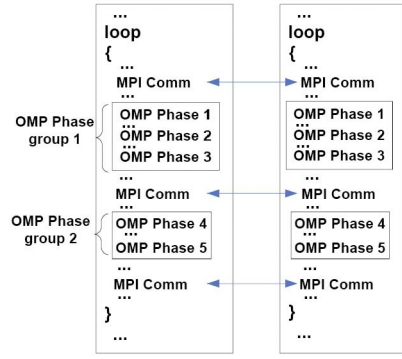 ...
loop
{
...
MPI Comm
...
OMP Phase group 1
OMP Phase 1
...
OMP Phase 2
...
OMP Phase 3
...
MPI Comm
...
OMP Phase group 2
OMP Phase 4
...
OMP Phase 5
...
MPI Comm
...
}
...
...
loop
{
...
MPI Comm
...
OMP Phase 1
...
OMP Phase 2
...
OMP Phase 3
...
MPI Comm
...
OMP Phase 4
...
OMP Phase 5
...
MPI Comm
...
}
...